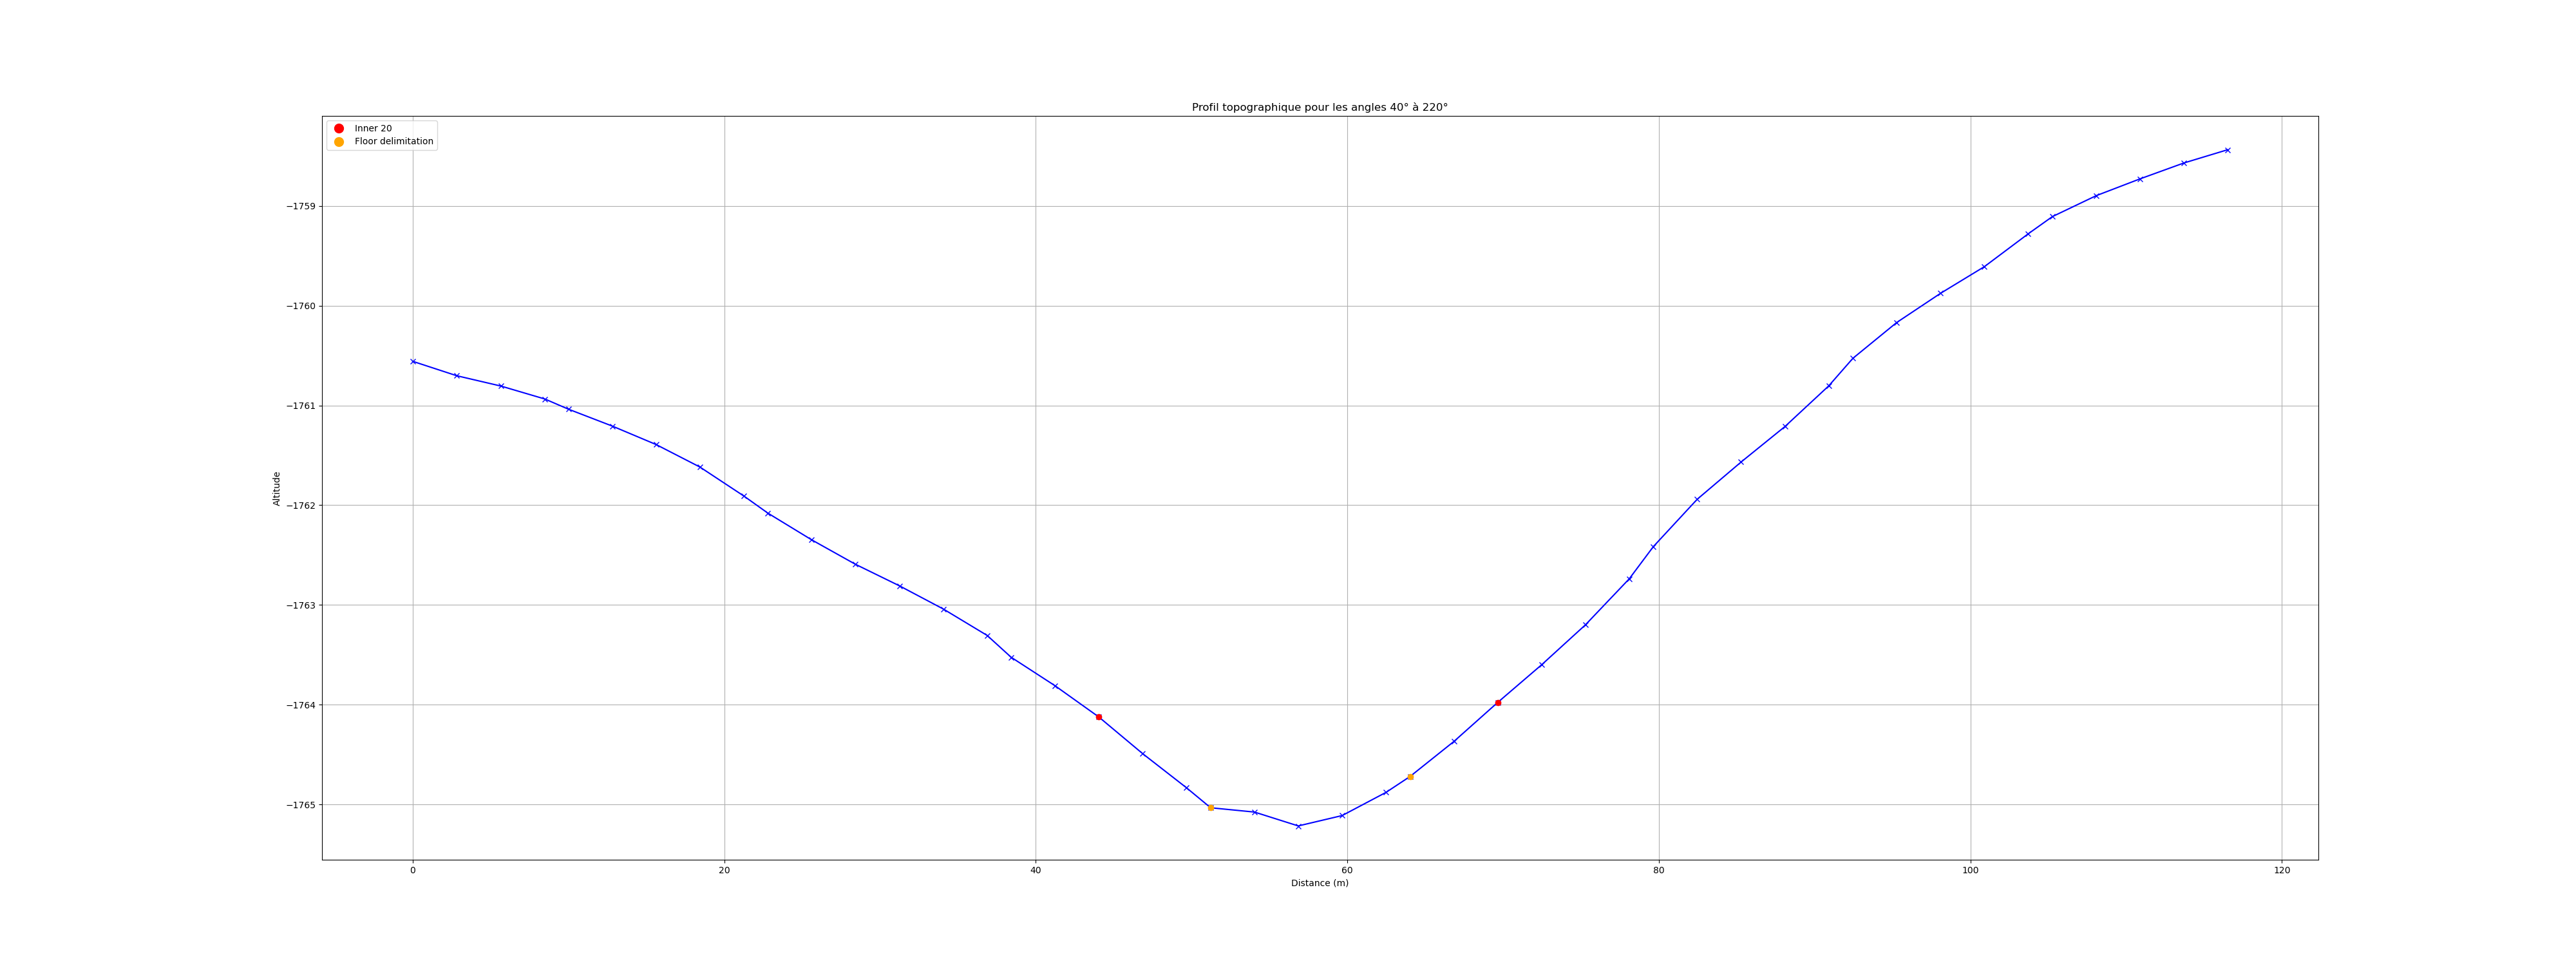 Profil topographique pour les angles 40° à 220°
Inner 20
Floor delimitation
−1759
−1760
−1761
−1762
−1763
−1764
−1765
Altitude
0 20 40 60 80 100 120
Distance (m)